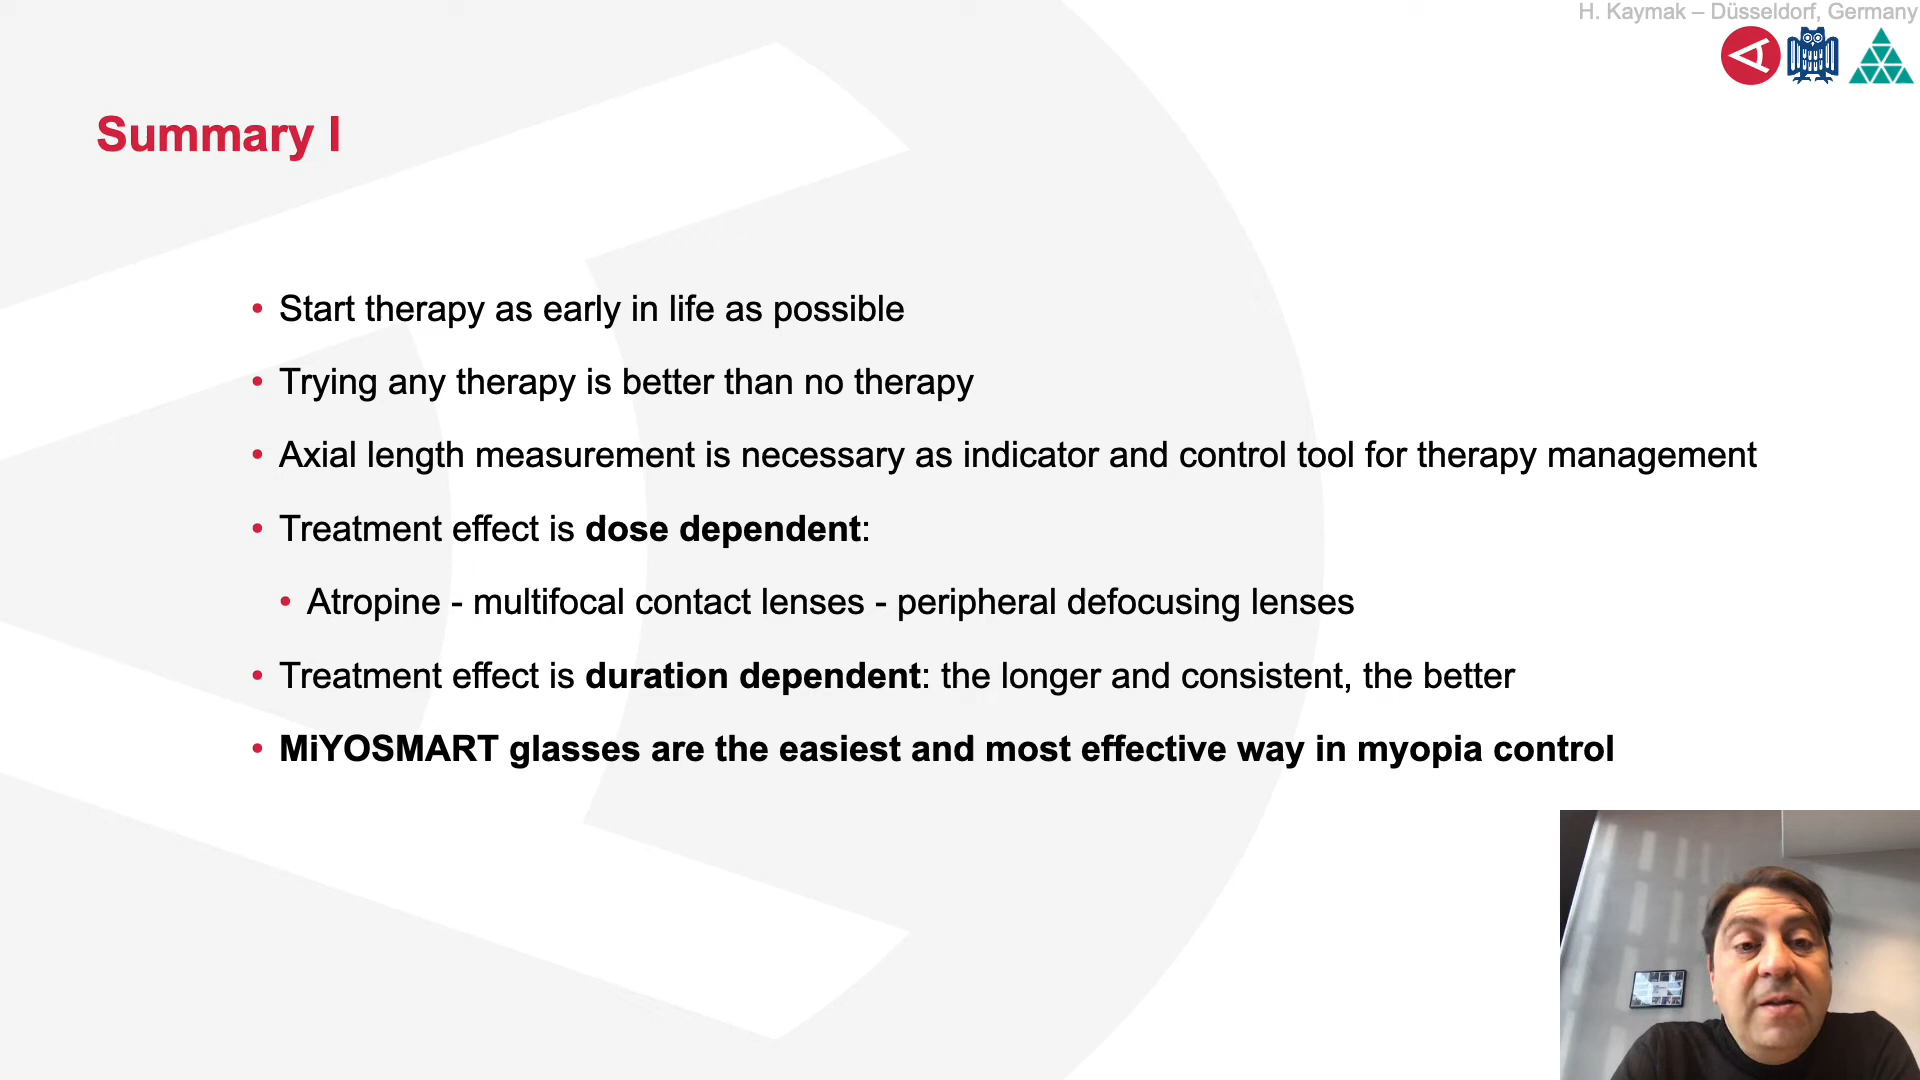 H. Kaymak – Düsseldorf, Germany
Summary I
• Start therapy as early in life as possible
• Trying any therapy is better than no therapy
• Axial length measurement is necessary as indicator and control tool for therapy management
• Treatment effect is dose dependent:
• Atropine - multifocal contact lenses - peripheral defocusing lenses
• Treatment effect is duration dependent: the longer and consistent, the better
• MiYOSMART glasses are the easiest and most effective way in myopia control